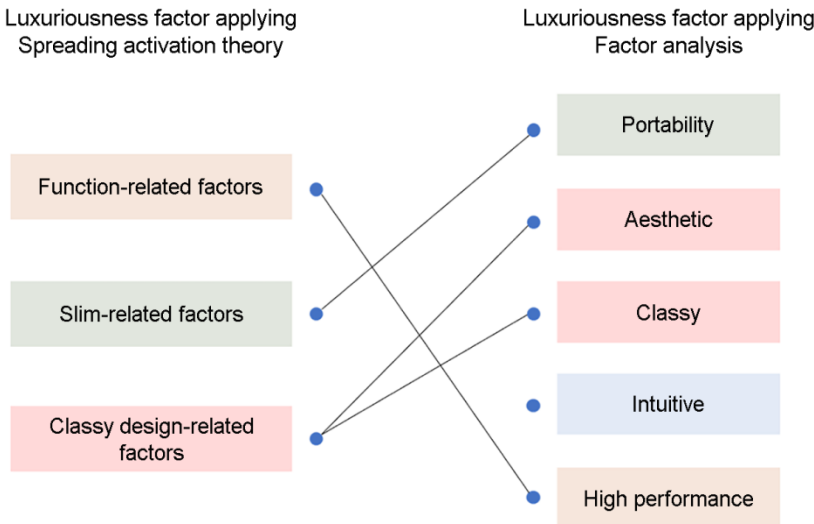 Luxuriousness factor applying
Spreading activation theory
Function-related factors
Slim-related factors
Classy design-related
factors
Luxuriousness factor applying
Factor analysis
Portability
Aesthetic
Classy
Intuitive
High performance